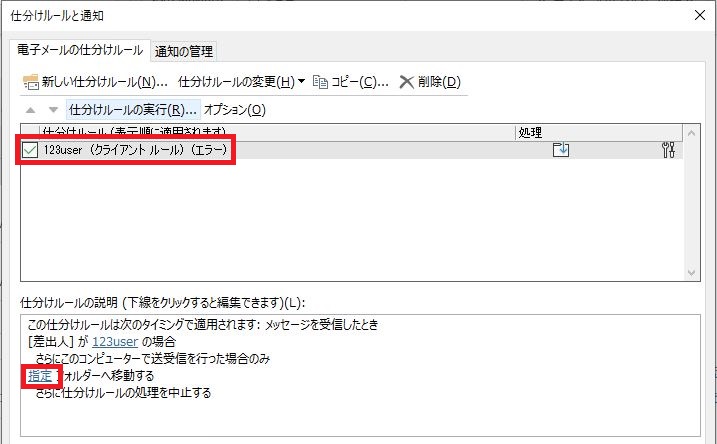 仕分けルールと通知
電子メールの仕分けルール 通知の管理
新しい仕分けルール(N)... 仕分けルールの変更(H) コピー(C)... 削除(D)
仕分けルールの実行(R)... オプション(O)
仕分けルール (表示順に適用されます) 処理
123user (クライアント ルール) (エラー)
仕分けルールの説明 (下線をクリックすると編集できます)(L):
この仕分けルールは次のタイミングで適用されます: メッセージを受信したとき
[差出人] が 123user の場合
さらにこのコンピューターで送受信を行った場合のみ
指定 フォルダーへ移動する
さらに仕分けルールの処理を中止する